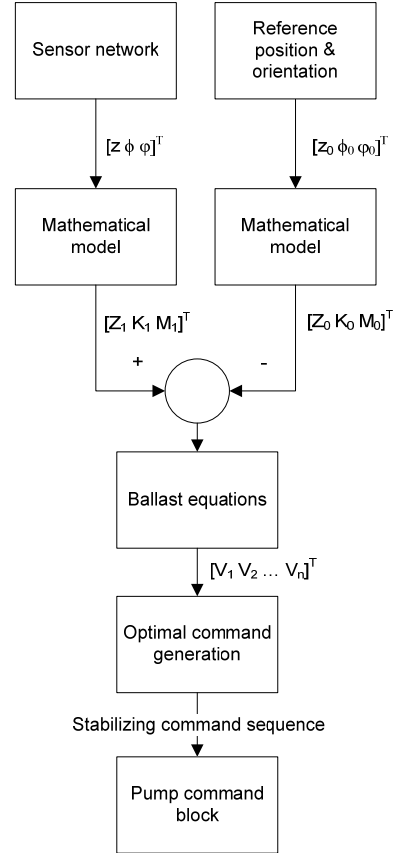 Sensor network
Reference
position &
orientation
[z ϕ φ]ᵀ
[z₀ ϕ₀ φ₀]ᵀ
Mathematical
model
Mathematical
model
[Z₁ K₁ M₁]ᵀ
[Z₀ K₀ M₀]ᵀ
+
-
Ballast equations
[V₁ V₂ … Vₙ]ᵀ
Optimal command
generation
Stabilizing command sequence
Pump command
block